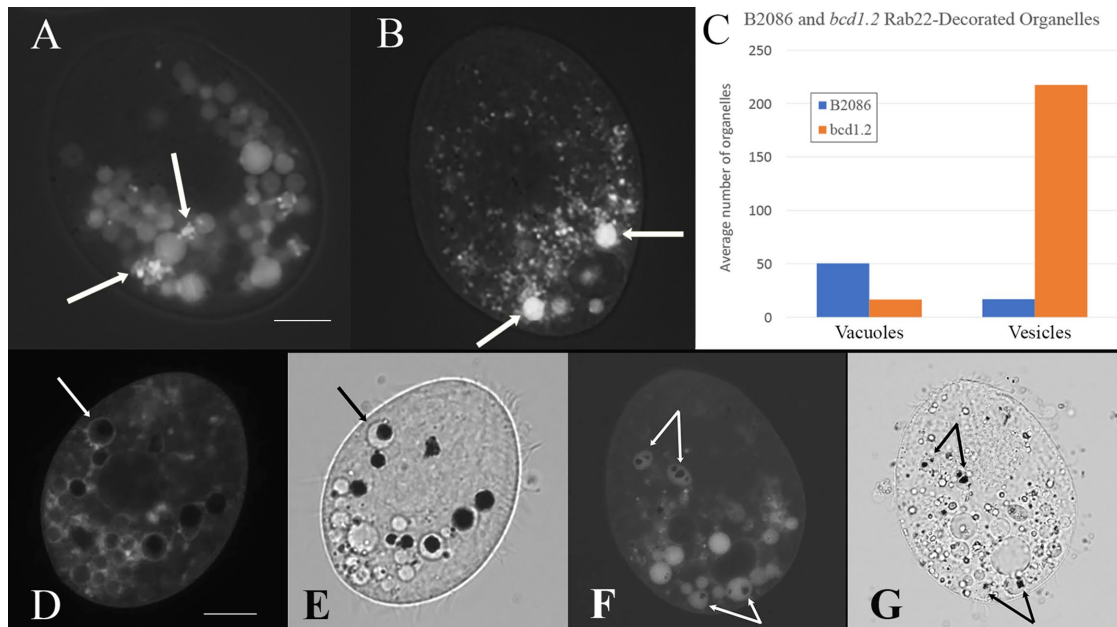 A
B
C
B2086 and bcd1.2 Rab22-Decorated Organelles
Average number of organelles
250
200
150
100
50
0
B2086
bcd1.2
Vacuoles
Vesicles
D
E
F
G